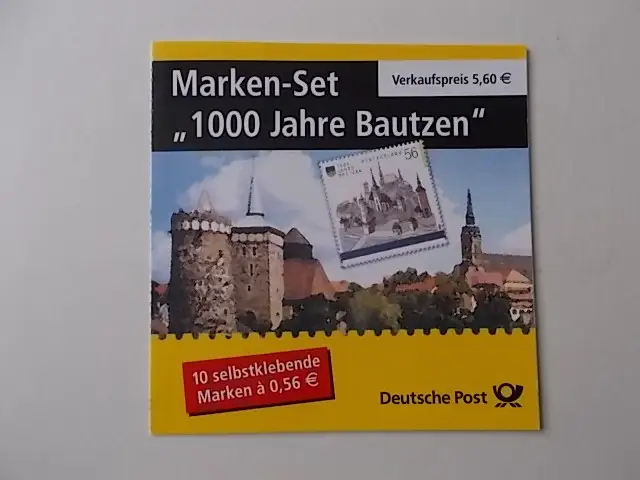 Marken-Set
Verkaufspreis 5,60 €
„1000 Jahre Bautzen“
56
10 selbstklebende
Marken à 0,56 €
Deutsche Post